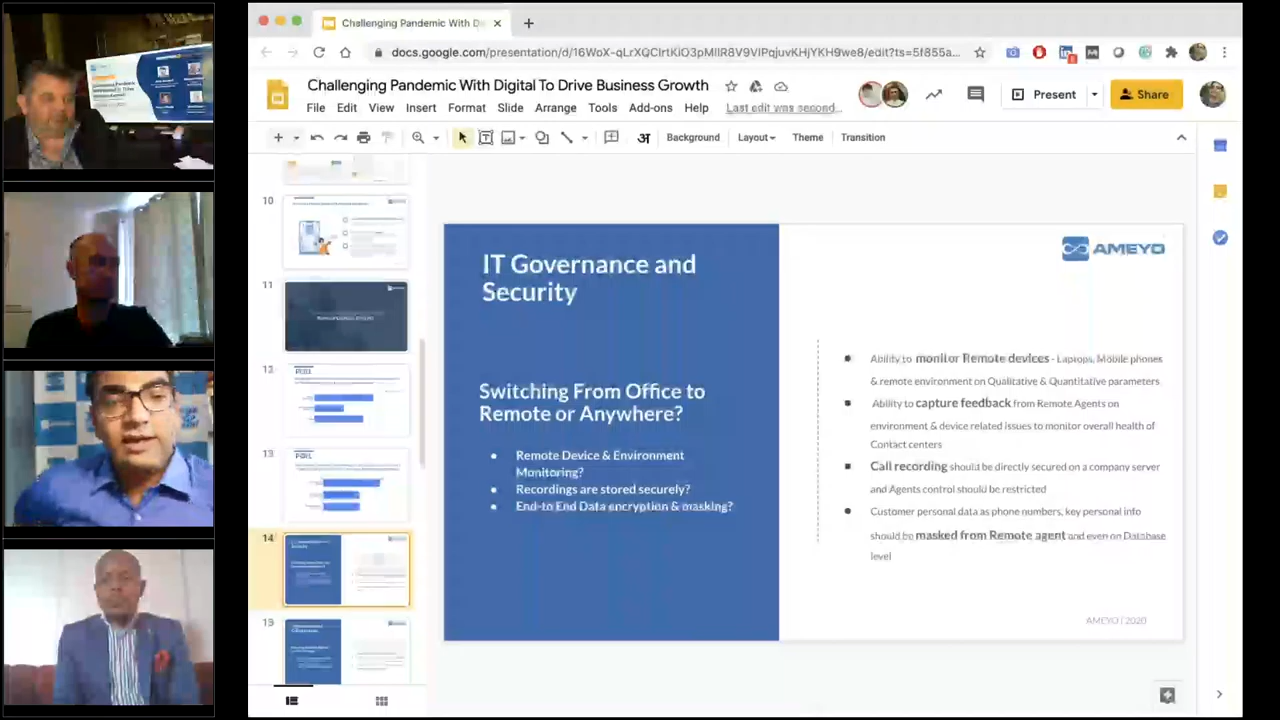 Challenging Pandemic With D
docs.google.com/presentation/d/
Challenging Pandemic With Digital to Drive Business Growth
File Edit View Insert Format Slide Arrange Tools Add-ons Help Last edit was second...
Present
Share
अ
Background
Layout
Theme
Transition
10
11
12
POLL
13
POLL
14
15
IT Governance and
Security
Switching From Office to
Remote or Anywhere?
Remote Device & Environment
Monitoring?
Recordings are stored securely?
End-to End Data encryption & masking?
AMEYO
Ability to monitor Remote devices - Laptops, Mobile phones
& remote environment on Qualitative & Quantitative parameters
Ability to capture feedback from Remote Agents on
environment & device related issues to monitor overall health of
Contact centers
Call recording should be directly secured on a company server
and Agents control should be restricted
Customer personal data as phone numbers, key personal info
should be masked from Remote agent and even on Database
level
AMEYO | 2020